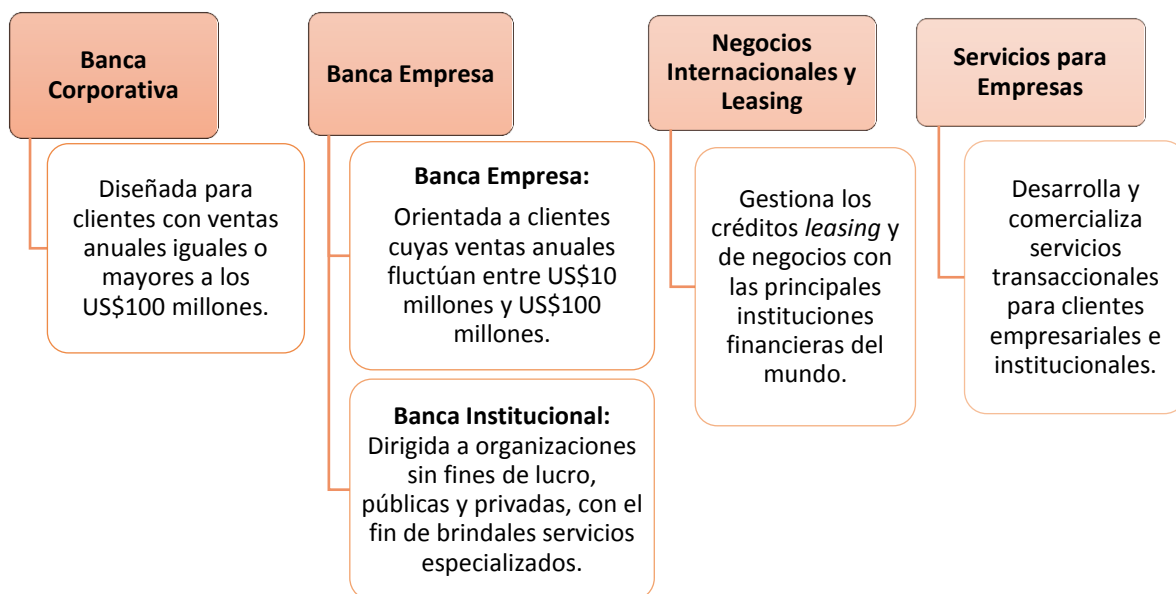 Banca
Corporativa
Diseñada para
clientes con ventas
anuales iguales o
mayores a los
US$100 millones.
Banca Empresa
Banca Empresa:
Orientada a clientes
cuyas ventas anuales
fluctúan entre US$10
millones y US$100
millones.
Banca Institucional:
Dirigida a organizaciones
sin fines de lucro,
públicas y privadas, con el
fin de brindales servicios
especializados.
Negocios
Internacionales y
Leasing
Gestiona los
créditos leasing y
de negocios con
las principales
instituciones
financieras del
mundo.
Servicios para
Empresas
Desarrolla y
comercializa
servicios
transaccionales
para clientes
empresariales e
institucionales.